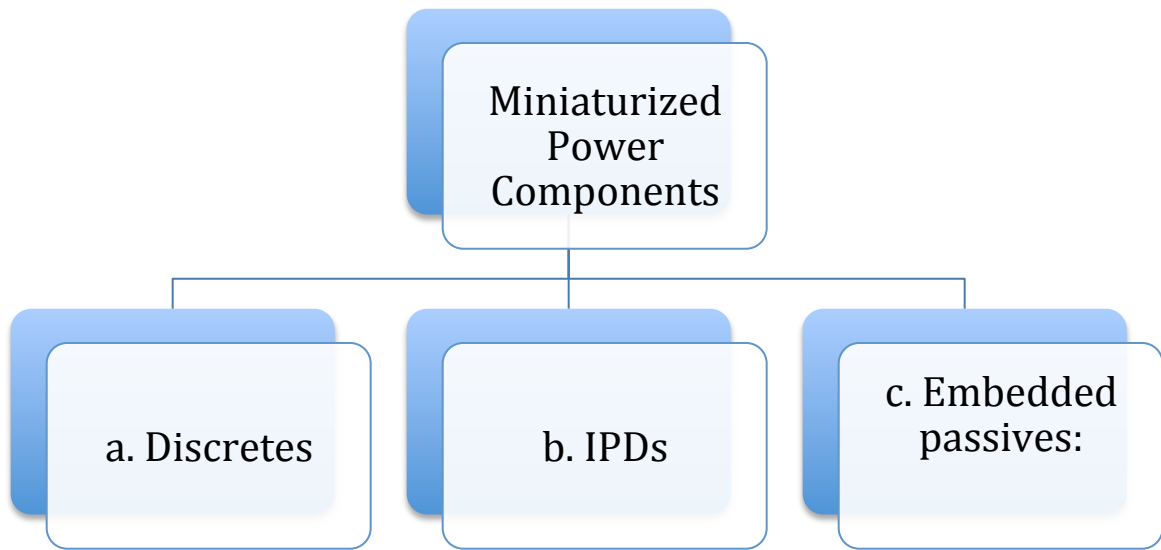 Miniaturized
Power
Components
a. Discretes
b. IPDs
c. Embedded
passives: